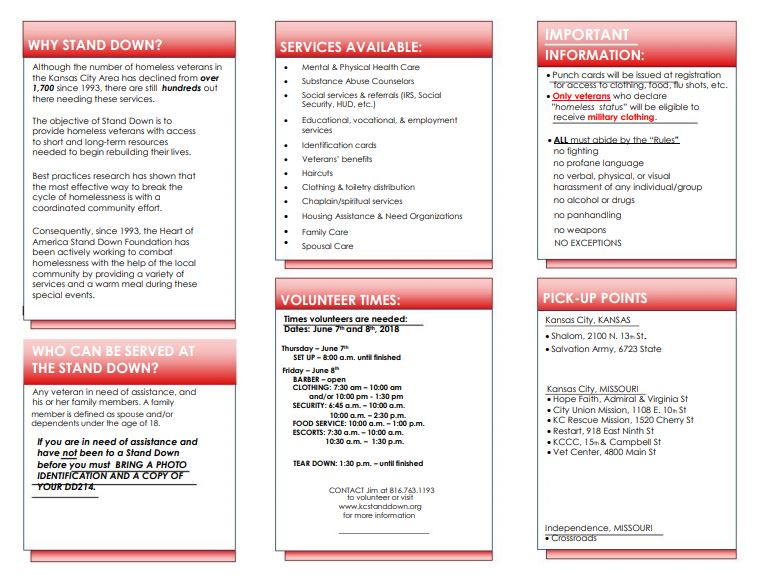 WHY STAND DOWN?
Although the number of homeless veterans in
the Kansas City Area has declined from over
1,700 since 1993, there are still hundreds out
there needing these services.
The objective of Stand Down is to
provide homeless veterans with access
to short and long-term resources
needed to begin rebuilding their lives.
Best practices research has shown that
the most effective way to break the
cycle of homelessness is with a
coordinated community effort.
Consequently, since 1993, the Heart of
America Stand Down Foundation has
been actively working to combat
homelessness with the help of the local
community by providing a variety of
services and a warm meal during these
special events.
WHO CAN BE SERVED AT
THE STAND DOWN?
Any veteran in need of assistance, and
his or her family members. A family
member is defined as spouse and/or
dependents under the age of 18.
If you are in need of assistance and
have not been to a Stand Down
before you must BRING A PHOTO
IDENTIFICATION AND A COPY OF
YOUR DD214.
SERVICES AVAILABLE:
• Mental & Physical Health Care
• Substance Abuse Counselors
• Social services & referrals (IRS, Social
Security, HUD, etc.)
• Educational, vocational, & employment
services
• Identification cards
• Veterans' benefits
• Haircuts
• Clothing & toiletry distribution
• Chaplain/spiritual services
• Housing Assistance & Need Organizations
• Family Care
• Spousal Care
VOLUNTEER TIMES:
Times volunteers are needed:
Dates: June 7th and 8th, 2018
Thursday – June 7th
SET UP – 8:00 a.m. until finished
Friday – June 8th
BARBER – open
CLOTHING: 7:30 am – 10:00 am
and/or 10:00 pm - 1:30 pm
SECURITY: 6:45 a.m. – 10:00 a.m.
10:00 a.m. – 2:30 p.m.
FOOD SERVICE: 10:00 a.m. – 1:00 p.m.
ESCORTS: 7:30 a.m. – 10:00 a.m.
10:30 a.m. – 1:30 p.m.
TEAR DOWN: 1:30 p.m. – until finished
CONTACT Jim at 816.763.1193
to volunteer or visit
www.kcstanddown.org
for more information
IMPORTANT
INFORMATION:
• Punch cards will be issued at registration
for access to clothing, food, flu shots, etc.
• Only veterans who declare
"homeless status" will be eligible to
receive military clothing.
• ALL must abide by the "Rules"
no fighting
no profane language
no verbal, physical, or visual
harassment of any individual/group
no alcohol or drugs
no panhandling
no weapons
NO EXCEPTIONS
PICK-UP POINTS
Kansas City, KANSAS
• Shalom, 2100 N. 13th St.
• Salvation Army, 6723 State
Kansas City, MISSOURI
• Hope Faith, Admiral & Virginia St
• City Union Mission, 1108 E. 10th St
• KC Rescue Mission, 1520 Cherry St
• Restart, 918 East Ninth St
• KCCC, 15th & Campbell St
• Vet Center, 4800 Main St
Independence, MISSOURI
• Crossroads